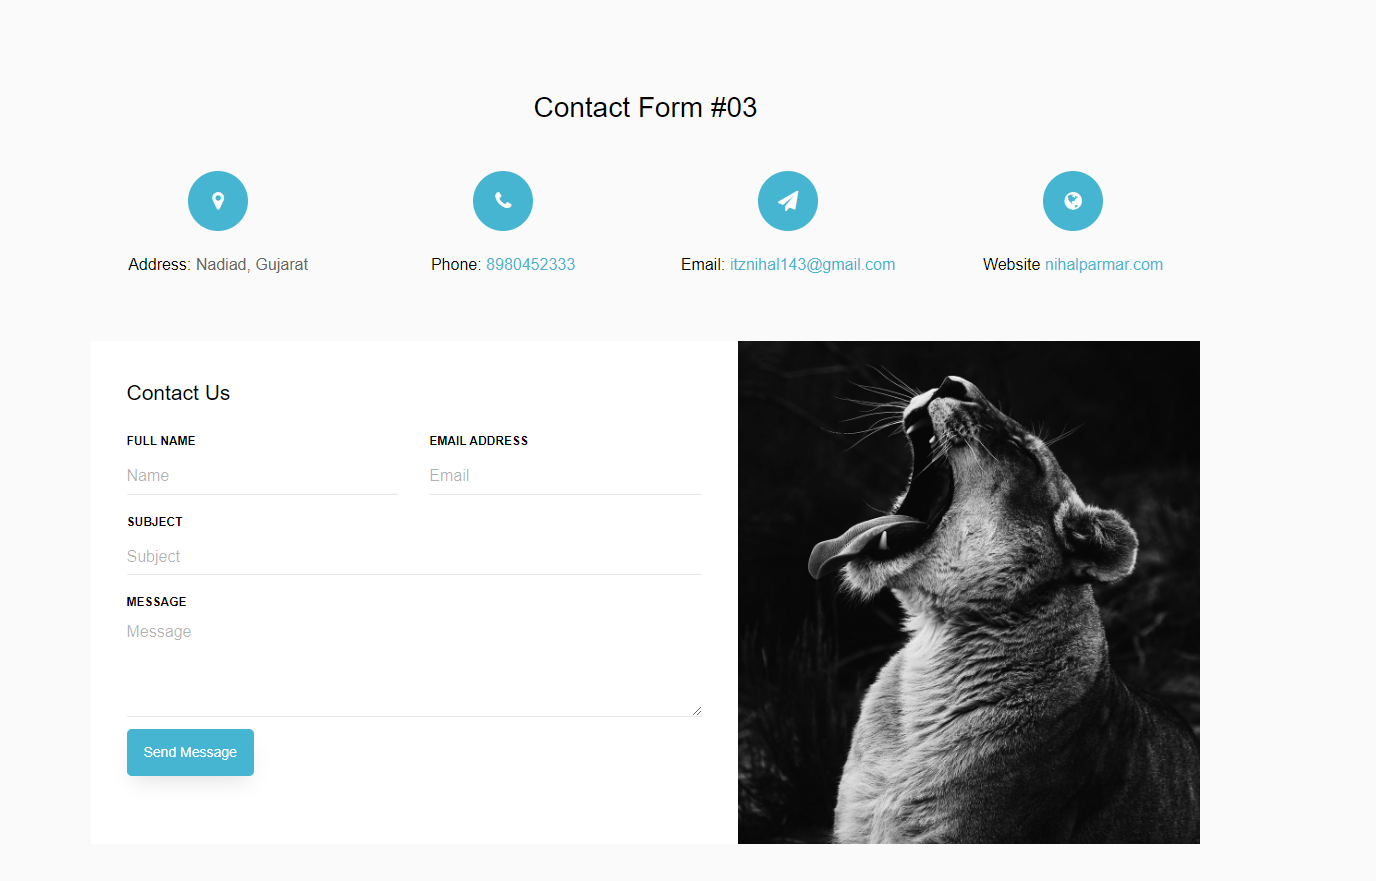 Contact Form #03
Address: Nadiad, Gujarat
Phone: 8980452333
Email: itznihal143@gmail.com
Website nihalparmar.com
Contact Us
FULL NAME
EMAIL ADDRESS
Name
Email
SUBJECT
Subject
MESSAGE
Message
Send Message